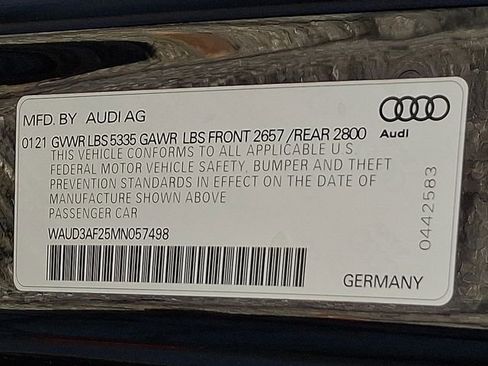 MFD. BY AUDI AG
0121 GVWR LBS 5335 GAWR LBS FRONT 2657 /REAR 2800
THIS VEHICLE CONFORMS TO ALL APPLICABLE U.S.
FEDERAL MOTOR VEHICLE SAFETY, BUMPER AND THEFT
PREVENTION STANDARDS IN EFFECT ON THE DATE OF
MANUFACTURE SHOWN ABOVE
PASSENGER CAR
WAUD3AF25MN057498
Audi
0442583
GERMANY